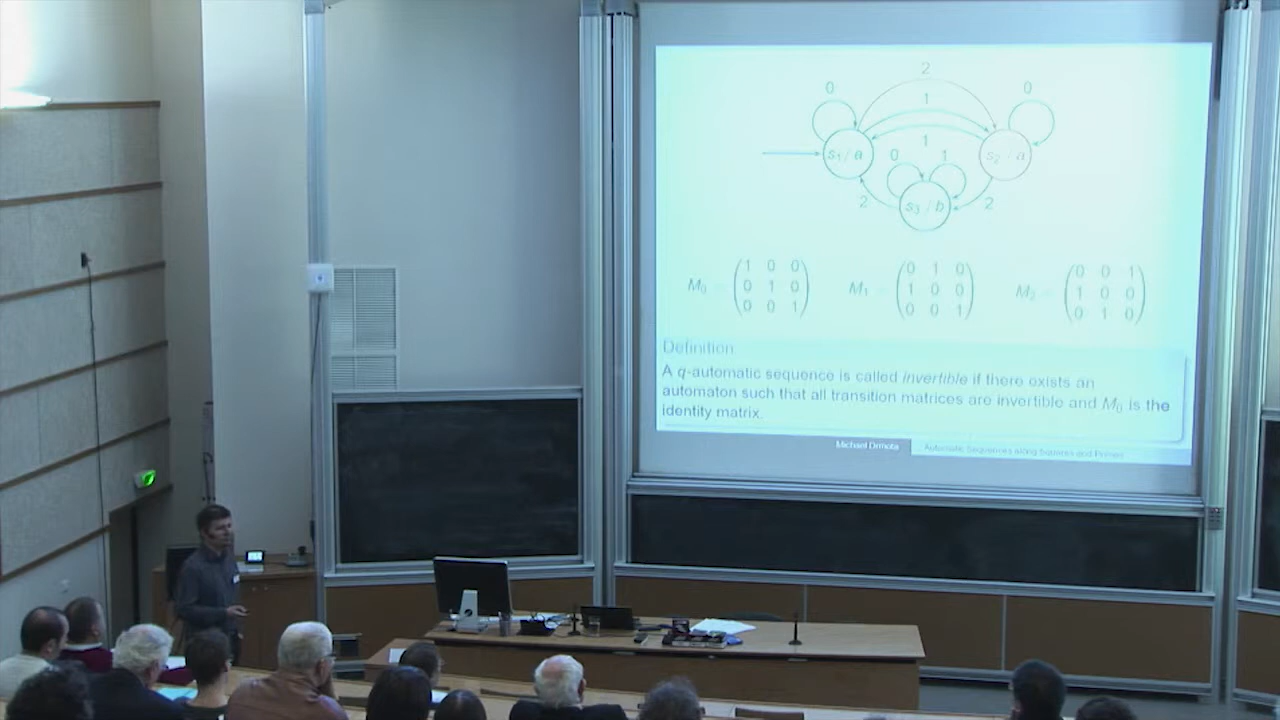 2
0 1 0
1
s₁ / a 0 1 s₂ / a
2 s₃ / b 2
M₀ = (1 0 0 M₁ = (0 1 0 M₂ = (0 0 1
0 1 0 1 0 0 1 0 0
0 0 1) 0 0 1) 0 1 0)
Definition
A q-automatic sequence is called invertible if there exists an
automaton such that all transition matrices are invertible and M₀ is the
identity matrix.
Michael Drmota Automatic Sequences along Squares and Primes